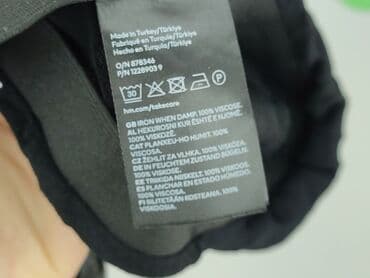 Made in Turkey/Türkiye
Fabriqué en Turquie/Türkiye
Hecho en Turquía/Türkiye
O/N 878346
P/N 1228903 9
30
P
hm.com/takecare
GB IRON WHEN DAMP. 100% VISCOSE.
AL HEKUROSNI KUR ËSHTË E NJOMË.
100% VISKOZË.
CAT PLANXEU-HO HUMIT. 100%
VISCOSA.
CZ ŽEHLIT ZA VLHKA. 100% VISKÓZA.
DE IN FEUCHTEM ZUSTAND BÜGELN.
100% VISKOSE.
EE TRIIKIDA NIISKELT. 100% VISKOOS.
ES PLANCHAR EN ESTADO HÚMEDO.
100% VISCOSA.
FI SILITETTÄVÄ KOSTEANA. 100%
VISKOOSIA.